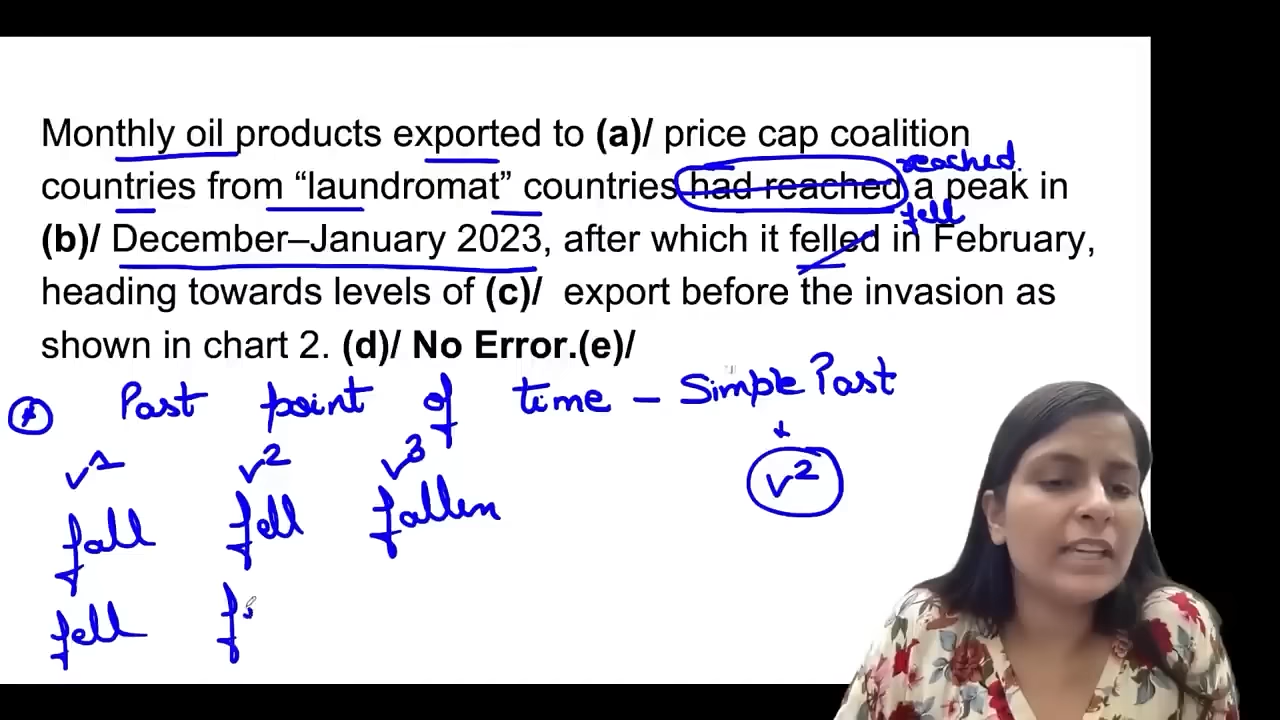 Monthly oil products exported to (a)/ price cap coalition
reached
countries from “laundromat” countries had reached a peak in
fell
(b)/ December–January 2023, after which it felled in February,
heading towards levels of (c)/ export before the invasion as
shown in chart 2. (d)/ No Error.(e)/
Past point of time – Simple Past
V1 V2 V3
V2
fall fell fallen
fell